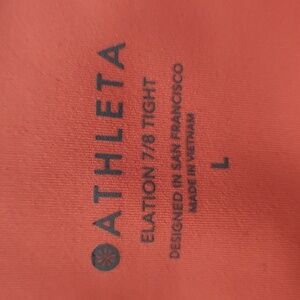 ATHLETA
ELATION 7/8 TIGHT
DESIGNED IN SAN FRANCISCO
MADE IN VIETNAM
L